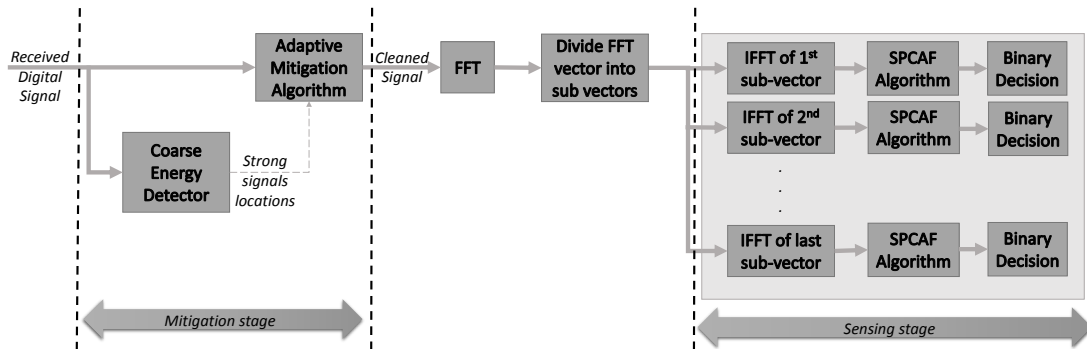 Received
Digital
Signal
Coarse
Energy
Detector
Strong
signals
locations
Adaptive
Mitigation
Algorithm
Cleaned
Signal
FFT
Divide FFT
vector into
sub vectors
IFFT of 1st
sub-vector
SPCAF
Algorithm
Binary
Decision
IFFT of 2nd
sub-vector
SPCAF
Algorithm
Binary
Decision
.
.
.
.
IFFT of last
sub-vector
SPCAF
Algorithm
Binary
Decision
Mitigation stage
Sensing stage